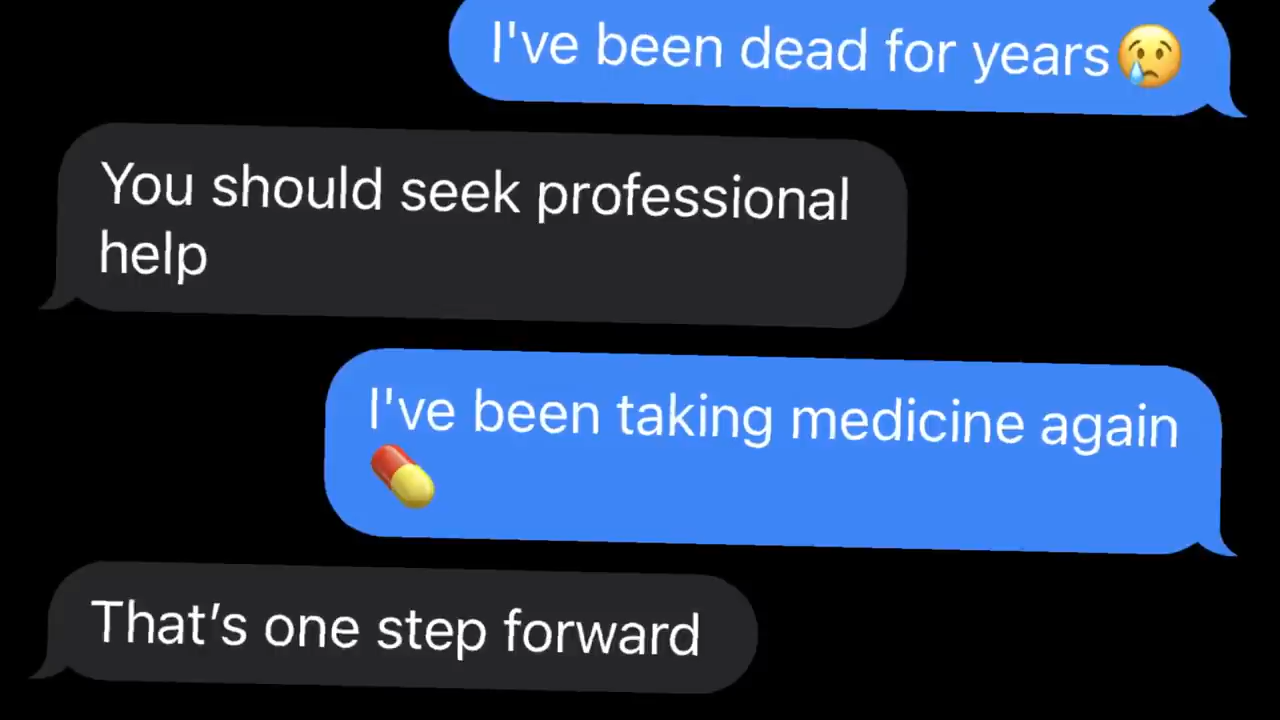 I've been dead for years😢
You should seek professional
help
I've been taking medicine again
💊
That’s one step forward